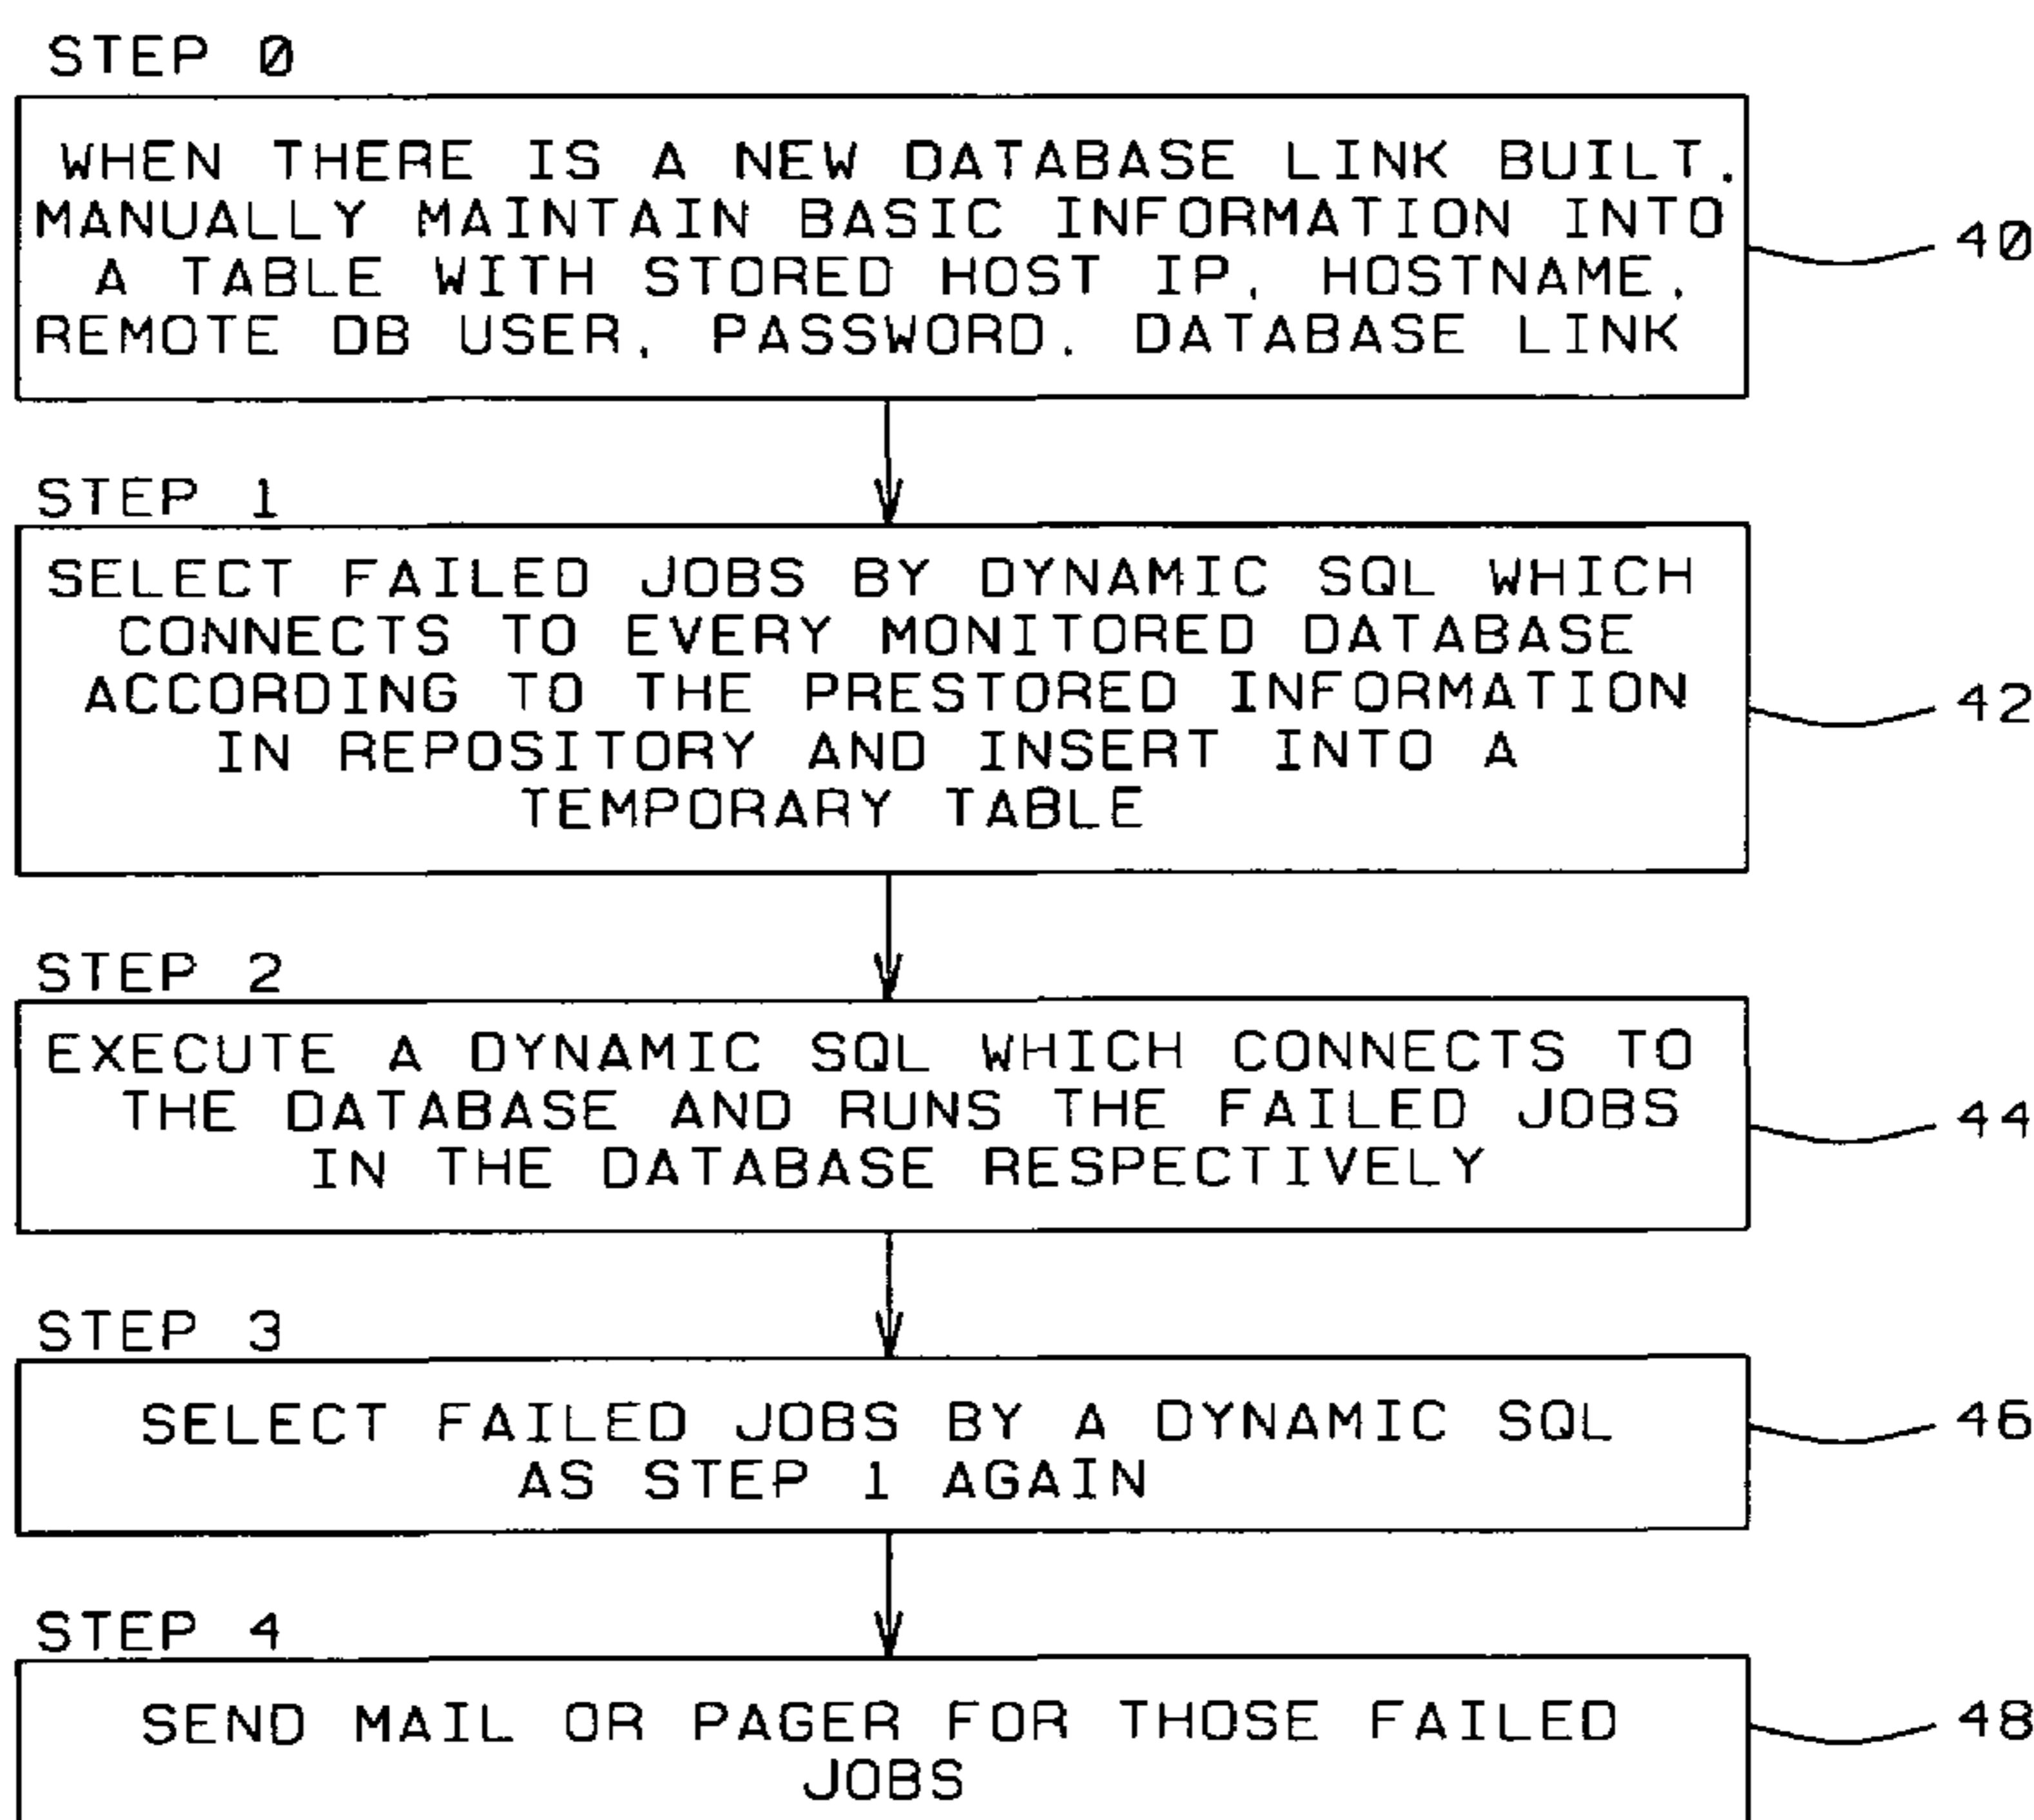 STEP 0
WHEN THERE IS A NEW DATABASE LINK BUILT,
MANUALLY MAINTAIN BASIC INFORMATION INTO
A TABLE WITH STORED HOST IP, HOSTNAME,
REMOTE DB USER, PASSWORD, DATABASE LINK
40
STEP 1
SELECT FAILED JOBS BY DYNAMIC SQL WHICH
CONNECTS TO EVERY MONITORED DATABASE
ACCORDING TO THE PRESTORED INFORMATION
IN REPOSITORY AND INSERT INTO A
TEMPORARY TABLE
42
STEP 2
EXECUTE A DYNAMIC SQL WHICH CONNECTS TO
THE DATABASE AND RUNS THE FAILED JOBS
IN THE DATABASE RESPECTIVELY
44
STEP 3
SELECT FAILED JOBS BY A DYNAMIC SQL
AS STEP 1 AGAIN
46
STEP 4
SEND MAIL OR PAGER FOR THOSE FAILED
JOBS
48